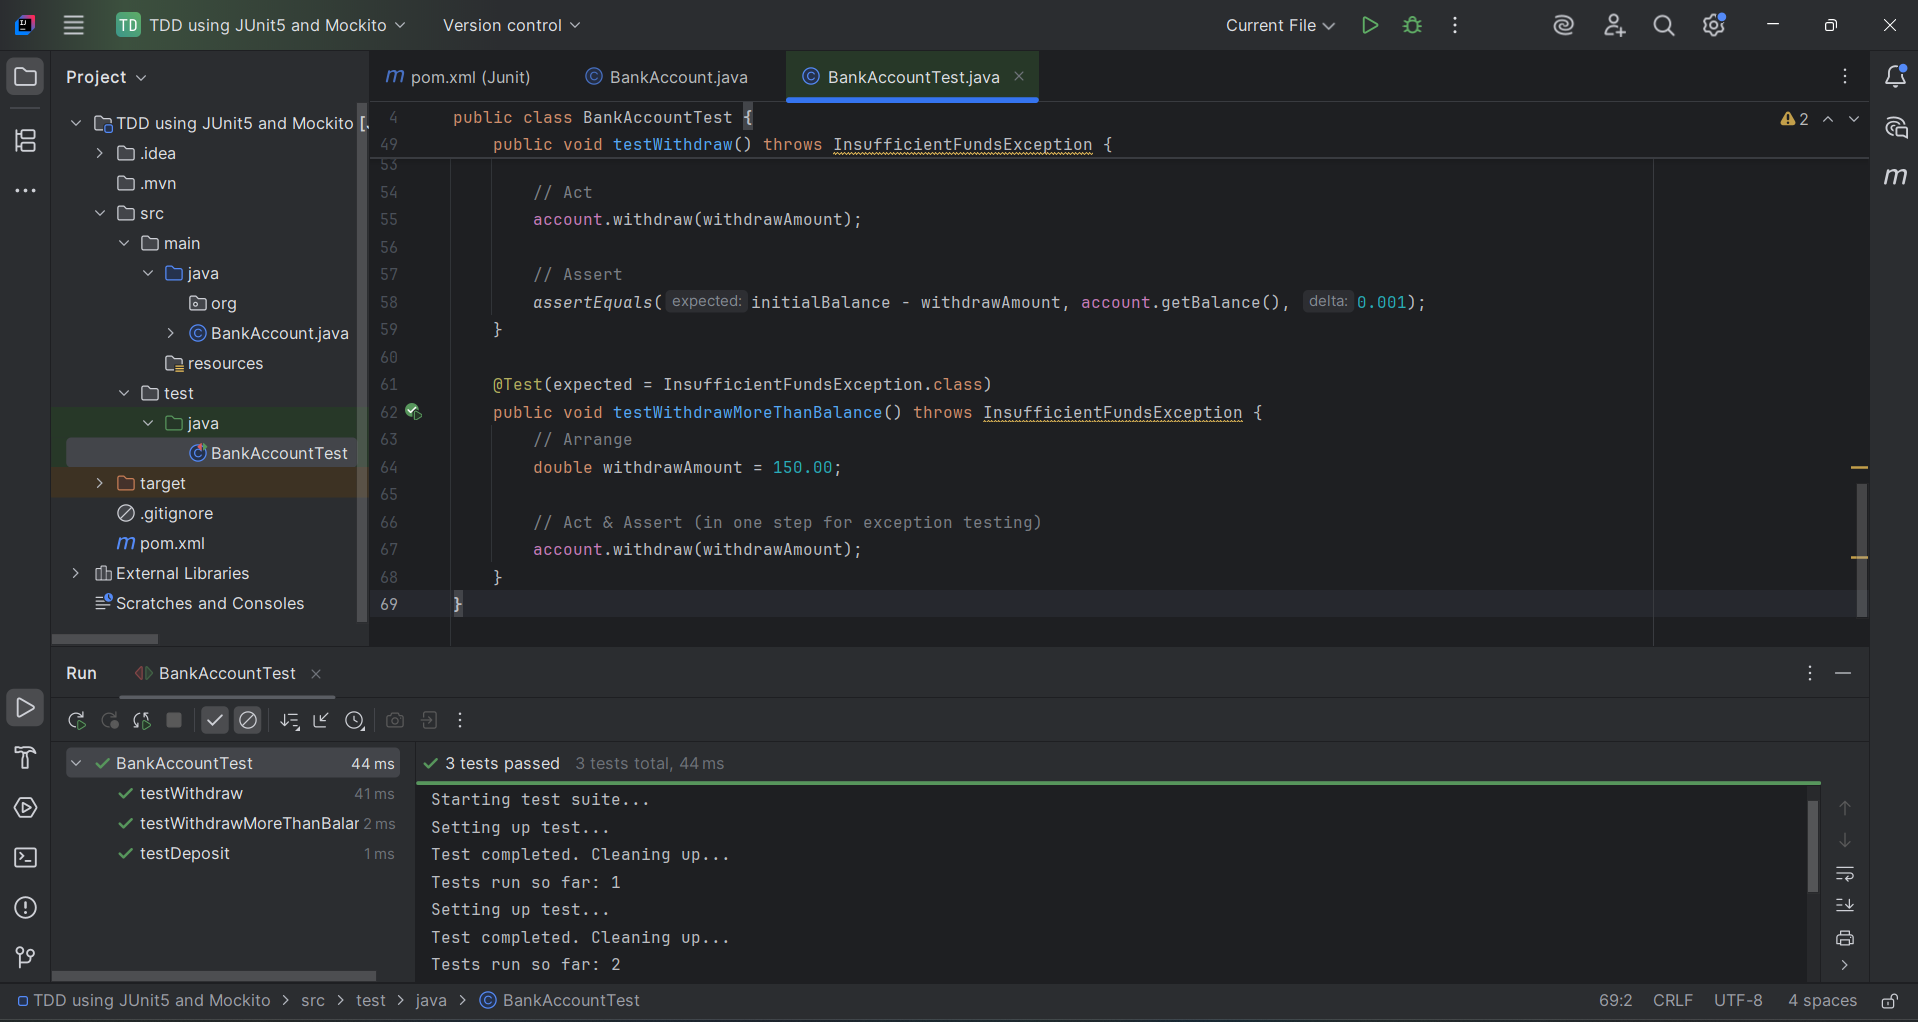 TD TDD using JUnit5 and Mockito Version control Current File
Project
pom.xml (Junit) BankAccount.java BankAccountTest.java
TDD using JUnit5 and Mockito [
.idea
.mvn
src
main
java
org
BankAccount.java
resources
test
java
BankAccountTest
target
.gitignore
pom.xml
External Libraries
Scratches and Consoles
2
4 public class BankAccountTest {
49 public void testWithdraw() throws InsufficientFundsException {
53
54 // Act
55 account.withdraw(withdrawAmount);
56
57 // Assert
58 assertEquals( expected: initialBalance - withdrawAmount, account.getBalance(), delta: 0.001);
59 }
60
61 @Test(expected = InsufficientFundsException.class)
62 public void testWithdrawMoreThanBalance() throws InsufficientFundsException {
63 // Arrange
64 double withdrawAmount = 150.00;
65
66 // Act & Assert (in one step for exception testing)
67 account.withdraw(withdrawAmount);
68 }
69 }
Run BankAccountTest
BankAccountTest 44 ms
testWithdraw 41 ms
testWithdrawMoreThanBalan 2 ms
testDeposit 1 ms
3 tests passed 3 tests total, 44 ms
Starting test suite...
Setting up test...
Test completed. Cleaning up...
Tests run so far: 1
Setting up test...
Test completed. Cleaning up...
Tests run so far: 2
TDD using JUnit5 and Mockito > src > test > java > BankAccountTest 69:2 CRLF UTF-8 4 spaces